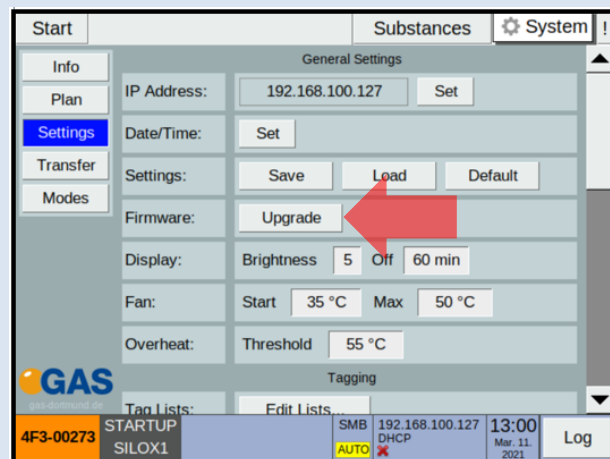 Start Substances System !
Info
Plan
Settings
Transfer
Modes
General Settings
IP Address: 192.168.100.127 Set
Date/Time: Set
Settings: Save Load Default
Firmware: Upgrade
Display: Brightness 5 Off 60 min
Fan: Start 35 °C Max 50 °C
Overheat: Threshold 55 °C
Tagging
Tag Lists: Edit Lists...
GAS
gas-dortmund.de
4F3-00273
STARTUP
SILOX1
SMB
AUTO
192.168.100.127
DHCP
13:00
Mar. 11.
2021
Log